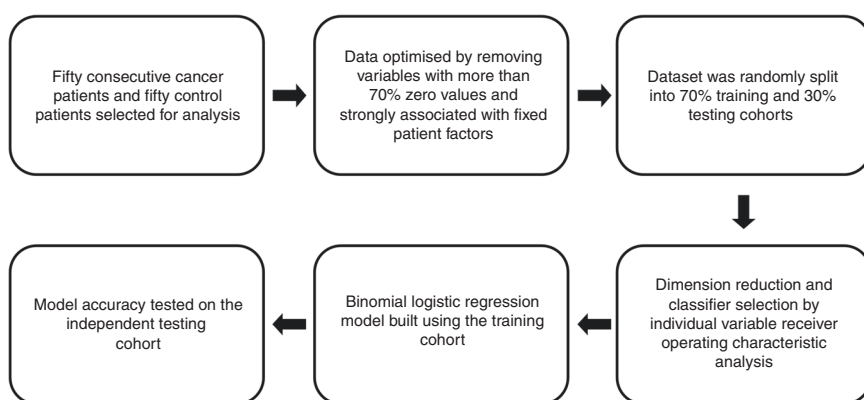 Fifty consecutive cancer
patients and fifty control
patients selected for analysis
Data optimised by removing
variables with more than
70% zero values and
strongly associated with fixed
patient factors
Dataset was randomly split
into 70% training and 30%
testing cohorts
Dimension reduction and
classifier selection by
individual variable receiver
operating characteristic
analysis
Binomial logistic regression
model built using the training
cohort
Model accuracy tested on the
independent testing
cohort